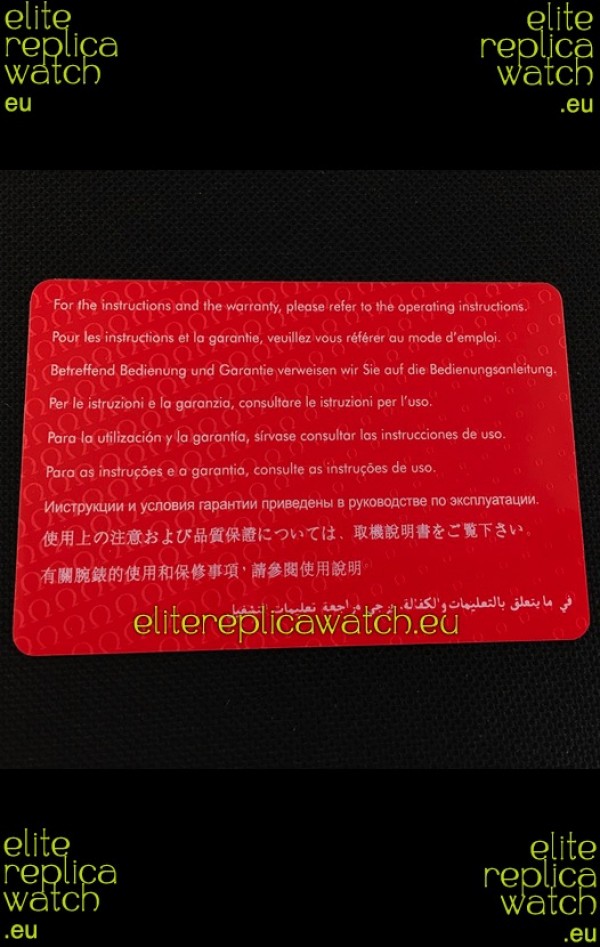 elite
replica
watch
.eu
elite
replica
watch
.eu
For the instructions and the warranty, please refer to the operating instructions.
Pour les instructions et la garantie, veuillez vous référer au mode d'emploi.
Betreffend Bedienung und Garantie verweisen wir Sie auf die Bedienungsanleitung.
Per le istruzioni e la garanzia, consultare le istruzioni per l'uso.
Para la utilización y la garantía, sírvase consultar las instrucciones de uso.
Para as instruções e a garantia, consulte as instruções de uso.
Инструкции и условия гарантии приведены в руководстве по эксплуатации.
使用上の注意および品質保證については、取機説明書をご覧下さい。
有關腕錶的使用和保修事項，請參閱使用說明
في ما يتعلق بالتعليمات والكفالة يرجى مراجعة تعليمات
elitereplicawatch.eu
elite
replica
watch
.eu
elite
replica
watch
.eu